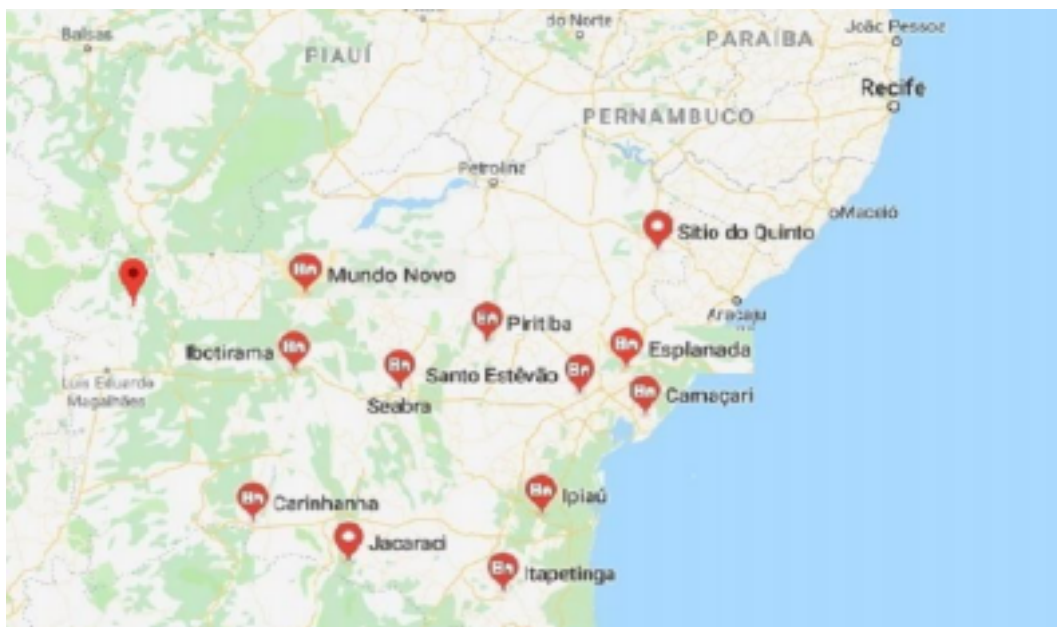 do Norte
João Pessoa
Balsas
PARAÍBA
PIAUÍ
Recife
PERNAMBUCO
Petrolina
Maceió
Sítio do Quinto
Mundo Novo
Aracaju
Piritiba
Ibotirama
Esplanada
Santo Estêvão
Luís Eduardo
Magalhães
Camaçari
Seabra
Carinhanha
Ipiaú
Jacaraci
Itapetinga